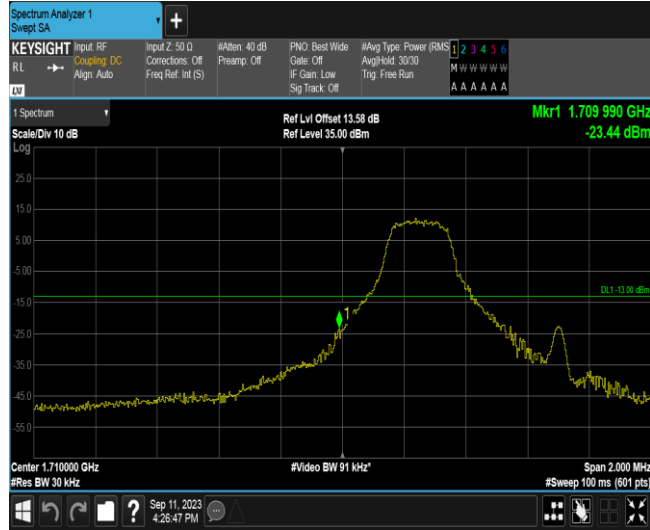 Spectrum Analyzer 1
Swept SA
+
KEYSIGHT
RL
LXI
Input: RF
Coupling: DC
Align: Auto
Input Z: 50 Ω
Corrections: Off
Freq Ref: Int (S)
#Atten: 40 dB
Preamp: Off
PNO: Best Wide
Gate: Off
IF Gain: Low
Sig Track: Off
#Avg Type: Power (RMS
Avg|Hold: 30/30
Trig: Free Run
1 2 3 4 5 6
M W W W W W
A A A A A A
1 Spectrum
Scale/Div 10 dB
Log
Ref Lvl Offset 13.58 dB
Ref Level 35.00 dBm
Mkr1 1.709 990 GHz
-23.44 dBm
25.0
15.0
5.00
-5.00
-15.0
-25.0
-35.0
-45.0
-55.0
DL1 -13.00 dBm
1
Center 1.710000 GHz
#Res BW 30 kHz
#Video BW 91 kHz*
Span 2.000 MHz
#Sweep 100 ms (601 pts)
?
Sep 11, 2023
4:26:47 PM